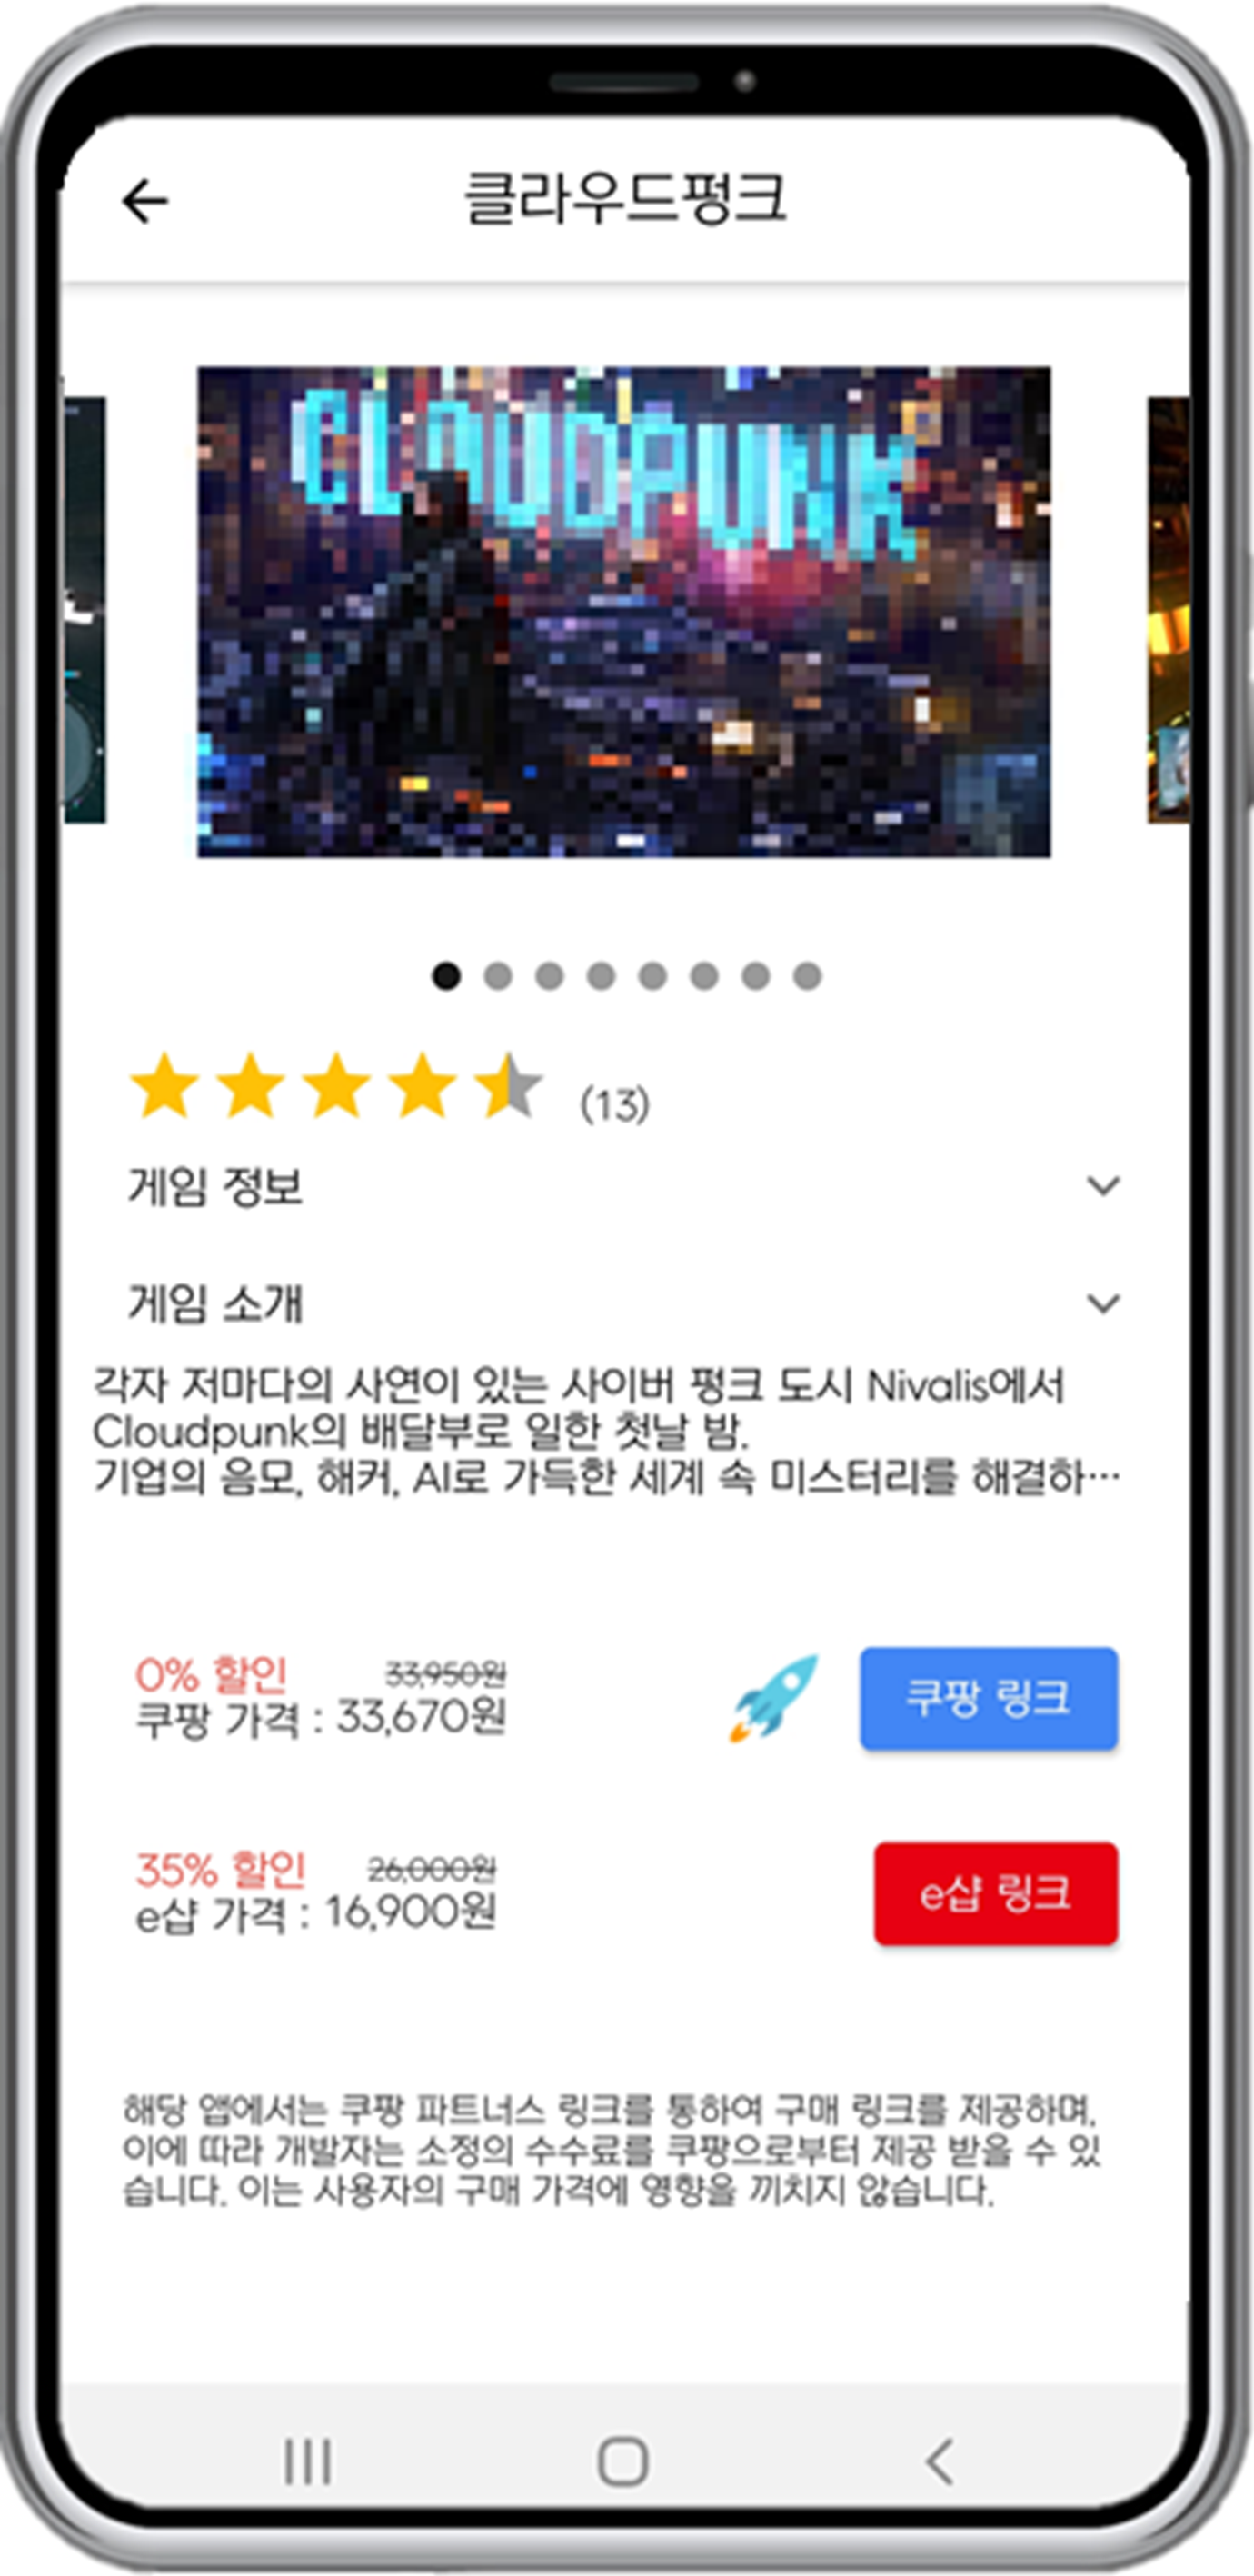 클라우드펑크
CLOUDPUNK
(13)
게임 정보
게임 소개
각자 저마다의 사연이 있는 사이버 펑크 도시 Nivalis에서
Cloudpunk의 배달부로 일한 첫날 밤.
기업의 음모, 해커, AI로 가득한 세계 속 미스터리를 해결하…
0% 할인 33,950원
쿠팡 가격 : 33,670원
쿠팡 링크
35% 할인 26,000원
e샵 가격 : 16,900원
e샵 링크
해당 앱에서는 쿠팡 파트너스 링크를 통하여 구매 링크를 제공하며,
이에 따라 개발자는 소정의 수수료를 쿠팡으로부터 제공 받을 수 있
습니다. 이는 사용자의 구매 가격에 영향을 끼치지 않습니다.